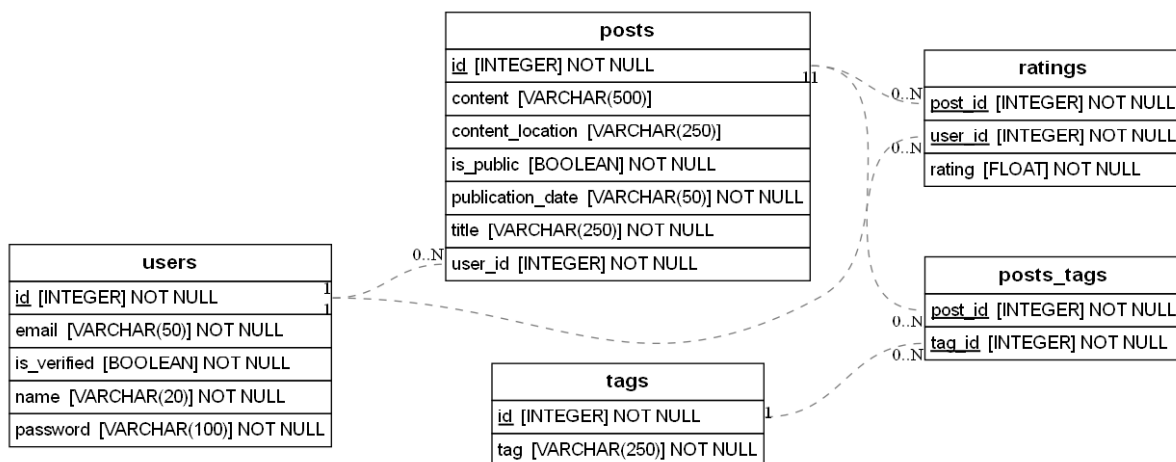 posts
id [INTEGER] NOT NULL
content [VARCHAR(500)]
content_location [VARCHAR(250)]
is_public [BOOLEAN] NOT NULL
publication_date [VARCHAR(50)] NOT NULL
title [VARCHAR(250)] NOT NULL
user_id [INTEGER] NOT NULL
11
0..N
ratings
post_id [INTEGER] NOT NULL
user_id [INTEGER] NOT NULL
rating [FLOAT] NOT NULL
0..N
0..N
users
id [INTEGER] NOT NULL
email [VARCHAR(50)] NOT NULL
is_verified [BOOLEAN] NOT NULL
name [VARCHAR(20)] NOT NULL
password [VARCHAR(100)] NOT NULL
1
1
posts_tags
post_id [INTEGER] NOT NULL
tag_id [INTEGER] NOT NULL
0..N
0..N
tags
id [INTEGER] NOT NULL
tag [VARCHAR(250)] NOT NULL
1